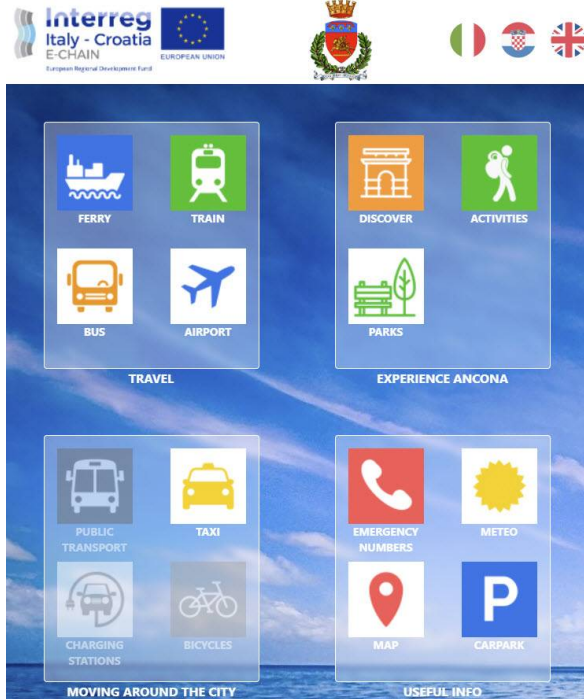 Interreg
Italy - Croatia
E-CHAIN
European Regional Development Fund
EUROPEAN UNION
FERRY
TRAIN
BUS
AIRPORT
TRAVEL
DISCOVER
ACTIVITIES
PARKS
EXPERIENCE ANCONA
PUBLIC
TRANSPORT
TAXI
CHARGING
STATIONS
BICYCLES
MOVING AROUND THE CITY
EMERGENCY
NUMBERS
METEO
MAP
P
CARPARK
USEFUL INFO